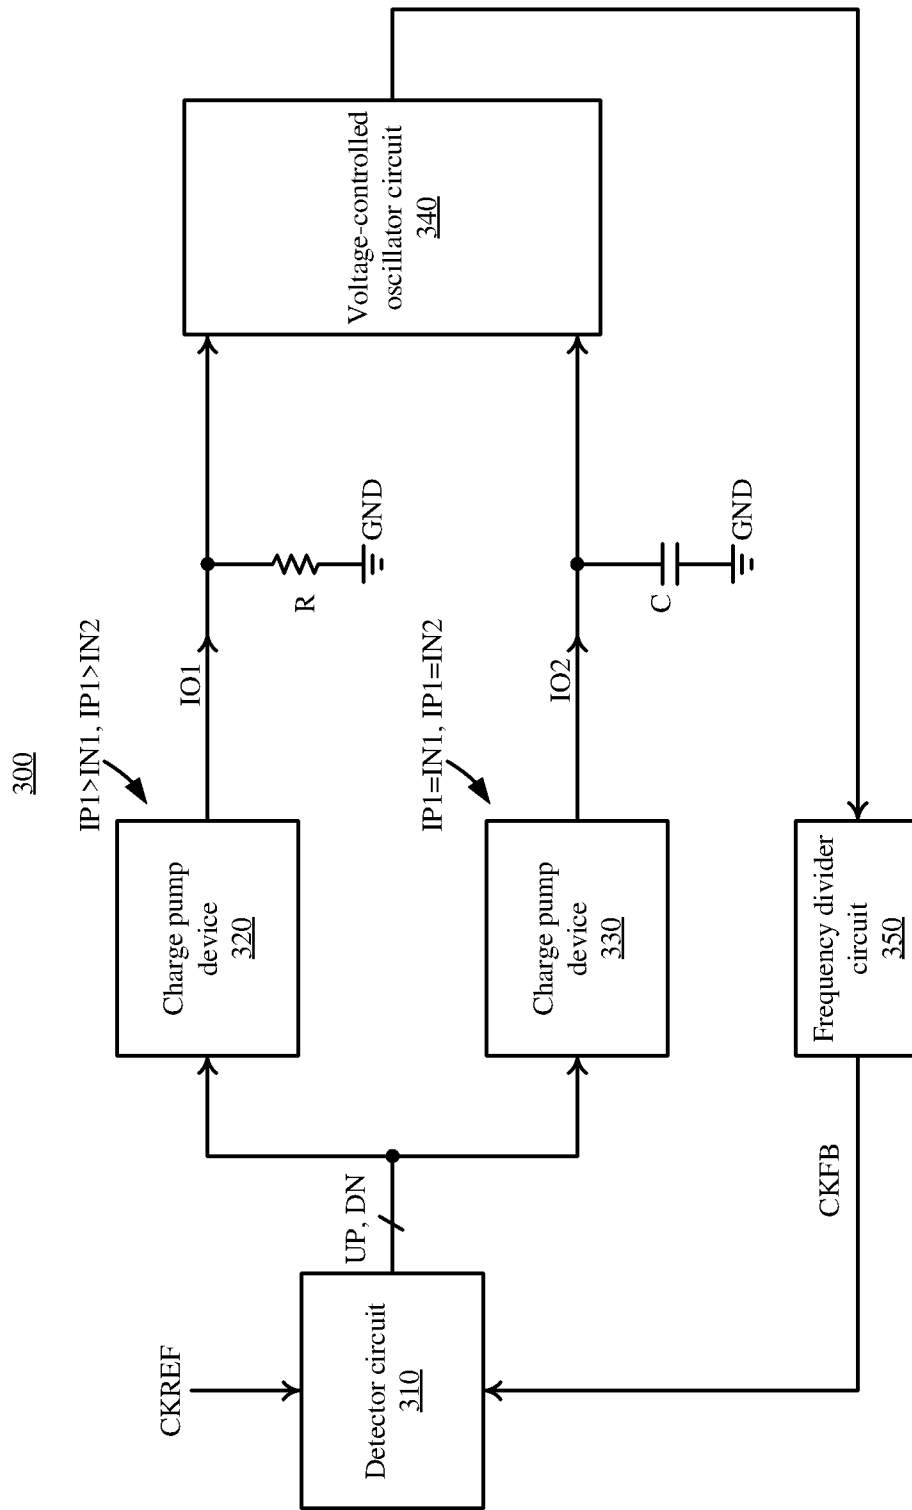 300
IP1>IN1, IP1>IN2
Charge pump
device
320
IO1
R
GND
Voltage-controlled
oscillator circuit
340
CKREF
Detector circuit
310
UP, DN
IP1=IN1, IP1=IN2
Charge pump
device
330
IO2
C
GND
CKFB
Frequency divider
circuit
350